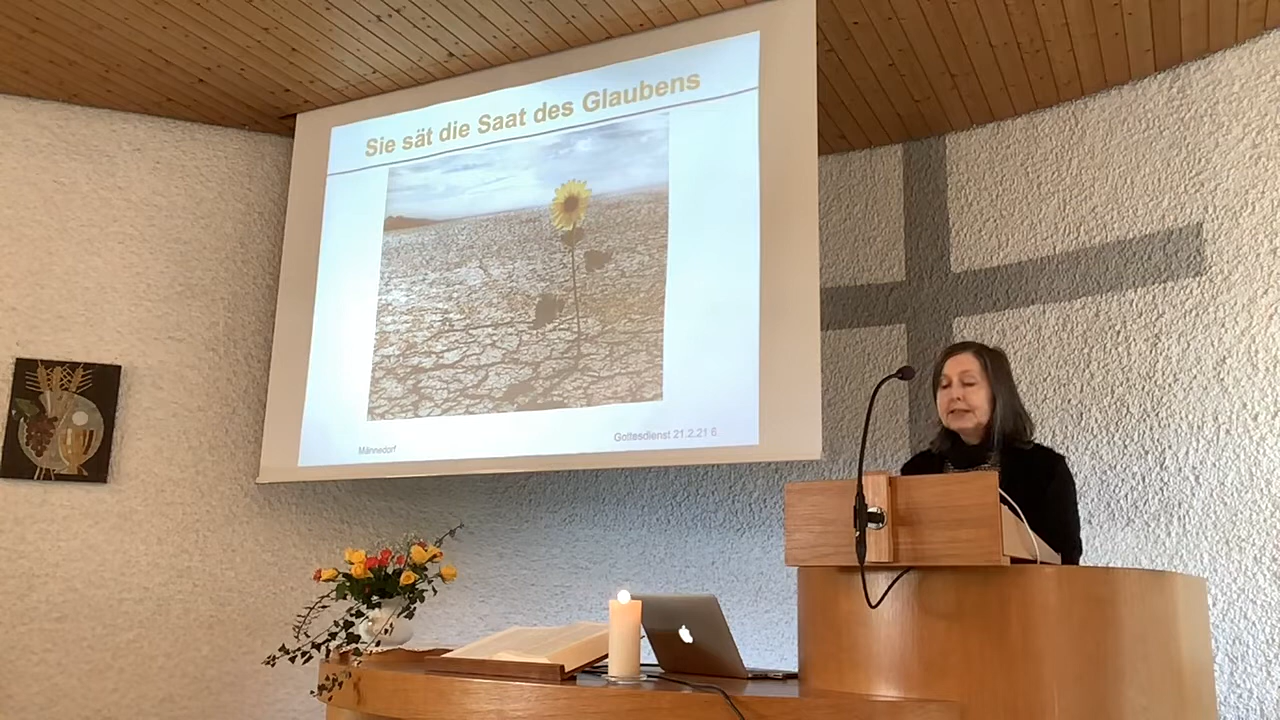 Sie sät die Saat des Glaubens
Männedorf
Gottesdienst 21.2.21 6